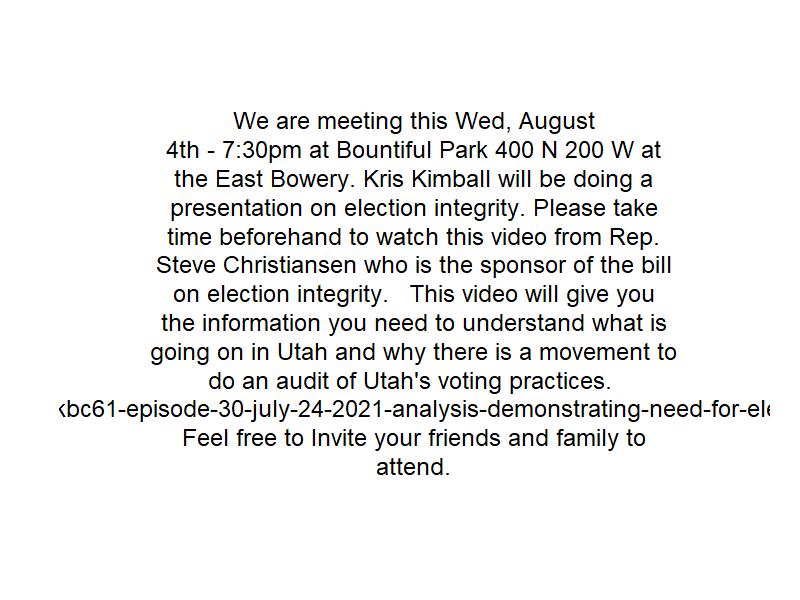 We are meeting this Wed, August
4th - 7:30pm at Bountiful Park 400 N 200 W at
the East Bowery. Kris Kimball will be doing a
presentation on election integrity. Please take
time beforehand to watch this video from Rep.
Steve Christiansen who is the sponsor of the bill
on election integrity.   This video will give you
the information you need to understand what is
going on in Utah and why there is a movement to
do an audit of Utah's voting practices.
bc61-episode-30-july-24-2021-analysis-demonstrating-need-for-ele
Feel free to Invite your friends and family to
attend.